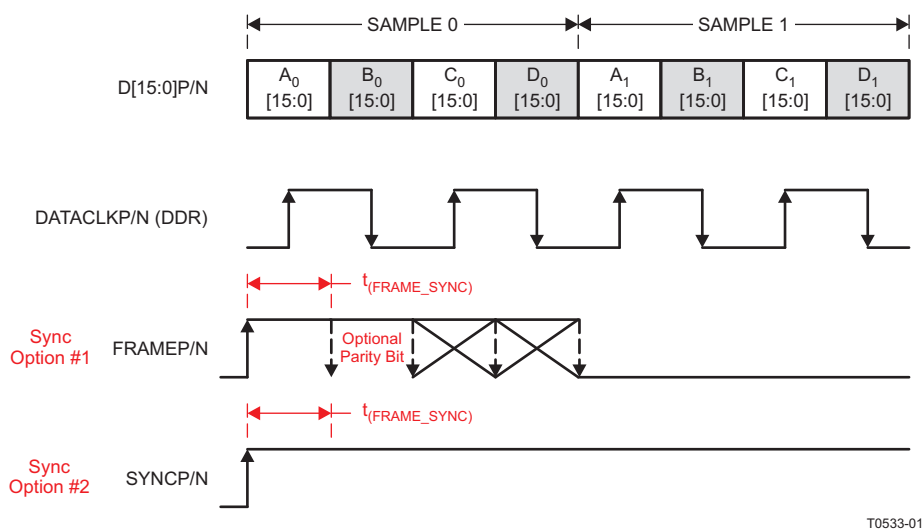 SAMPLE 0 SAMPLE 1
D[15:0]P/N
A0 B0 C0 D0 A1 B1 C1 D1
[15:0] [15:0] [15:0] [15:0] [15:0] [15:0] [15:0] [15:0]
DATACLKP/N (DDR)
t(FRAME_SYNC)
Sync
Option #1
FRAMEP/N
Optional
Parity Bit
t(FRAME_SYNC)
Sync
Option #2
SYNCP/N
T0533-01